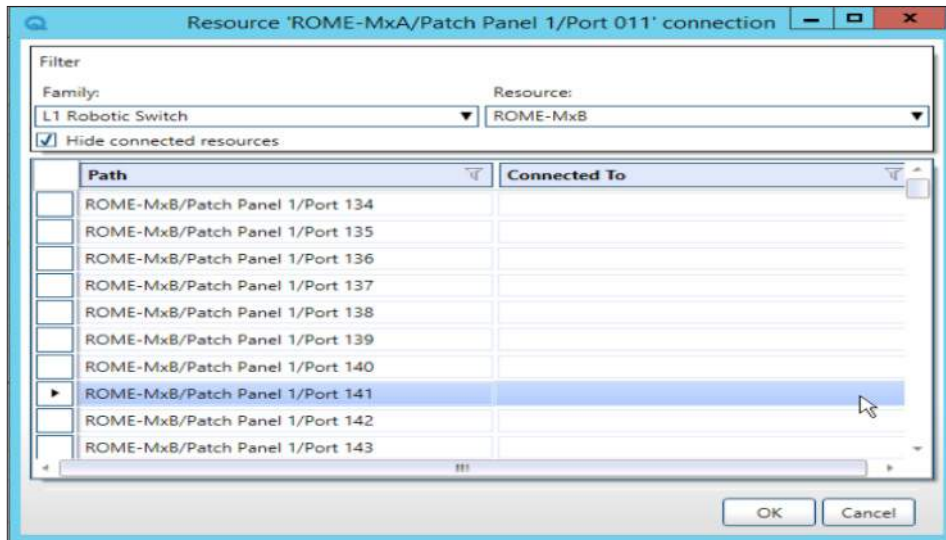 Resource 'ROME-MxA/Patch Panel 1/Port 011' connection
Filter
Family: Resource:
L1 Robotic Switch ROME-MxB
Hide connected resources
Path Connected To
ROME-MxB/Patch Panel 1/Port 134
ROME-MxB/Patch Panel 1/Port 135
ROME-MxB/Patch Panel 1/Port 136
ROME-MxB/Patch Panel 1/Port 137
ROME-MxB/Patch Panel 1/Port 138
ROME-MxB/Patch Panel 1/Port 139
ROME-MxB/Patch Panel 1/Port 140
ROME-MxB/Patch Panel 1/Port 141
ROME-MxB/Patch Panel 1/Port 142
ROME-MxB/Patch Panel 1/Port 143
OK Cancel